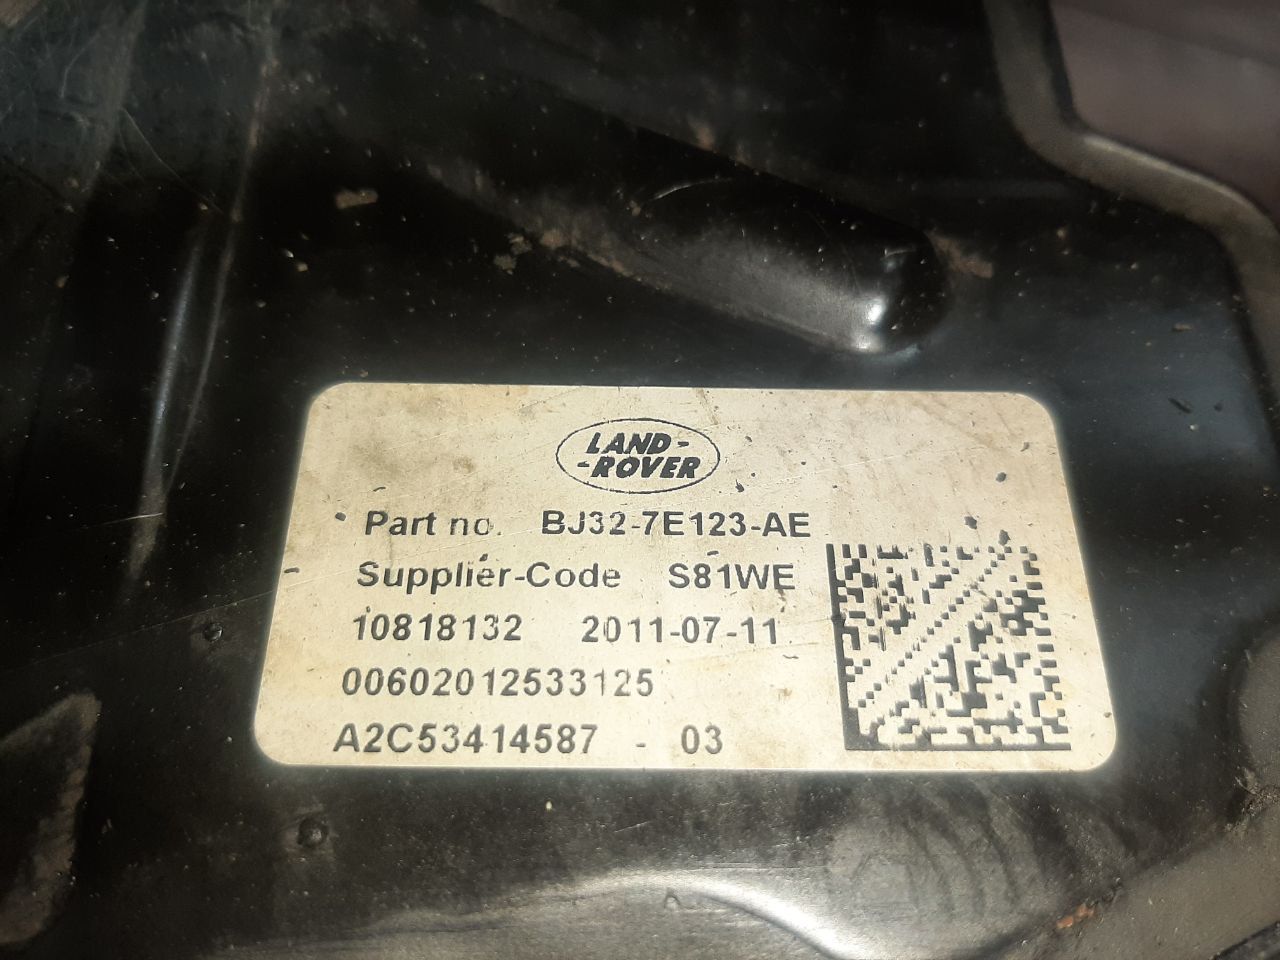 LAND-
-ROVER
Part no. BJ32-7E123-AE
Supplier-Code S81WE
10818132 2011-07-11
00602012533125
A2C53414587 - 03